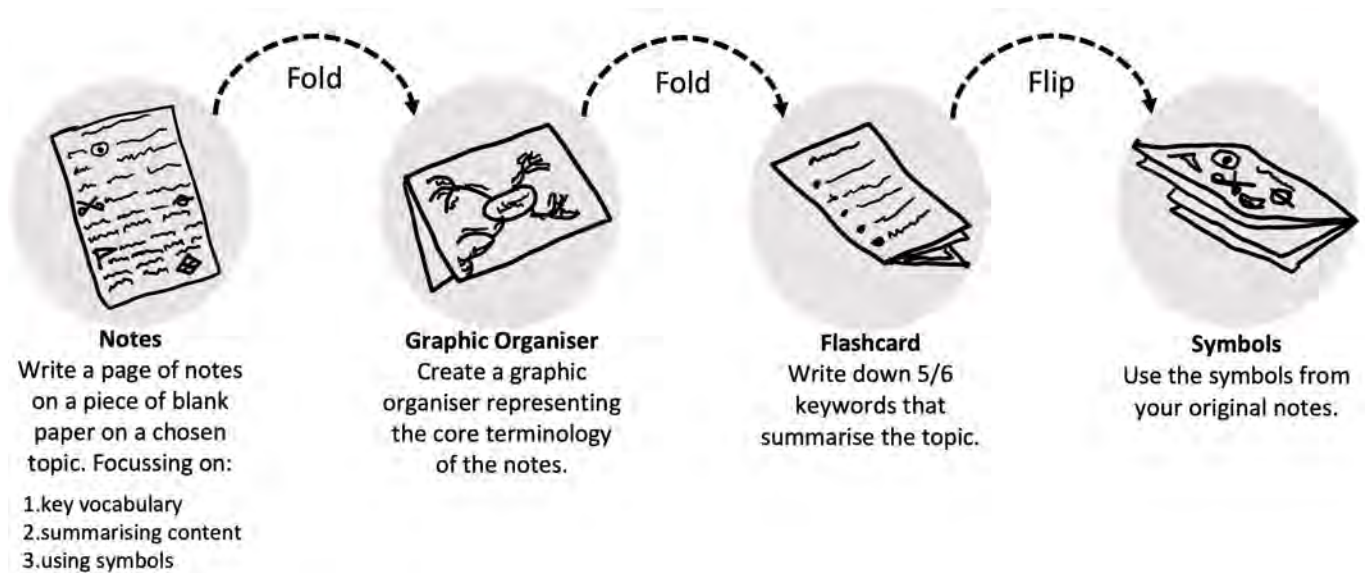 Fold
Fold
Flip
Notes
Write a page of notes
on a piece of blank
paper on a chosen
topic. Focussing on:
1.key vocabulary
2.summarising content
3.using symbols
Graphic Organiser
Create a graphic
organiser representing
the core terminology
of the notes.
Flashcard
Write down 5/6
keywords that
summarise the topic.
Symbols
Use the symbols from
your original notes.